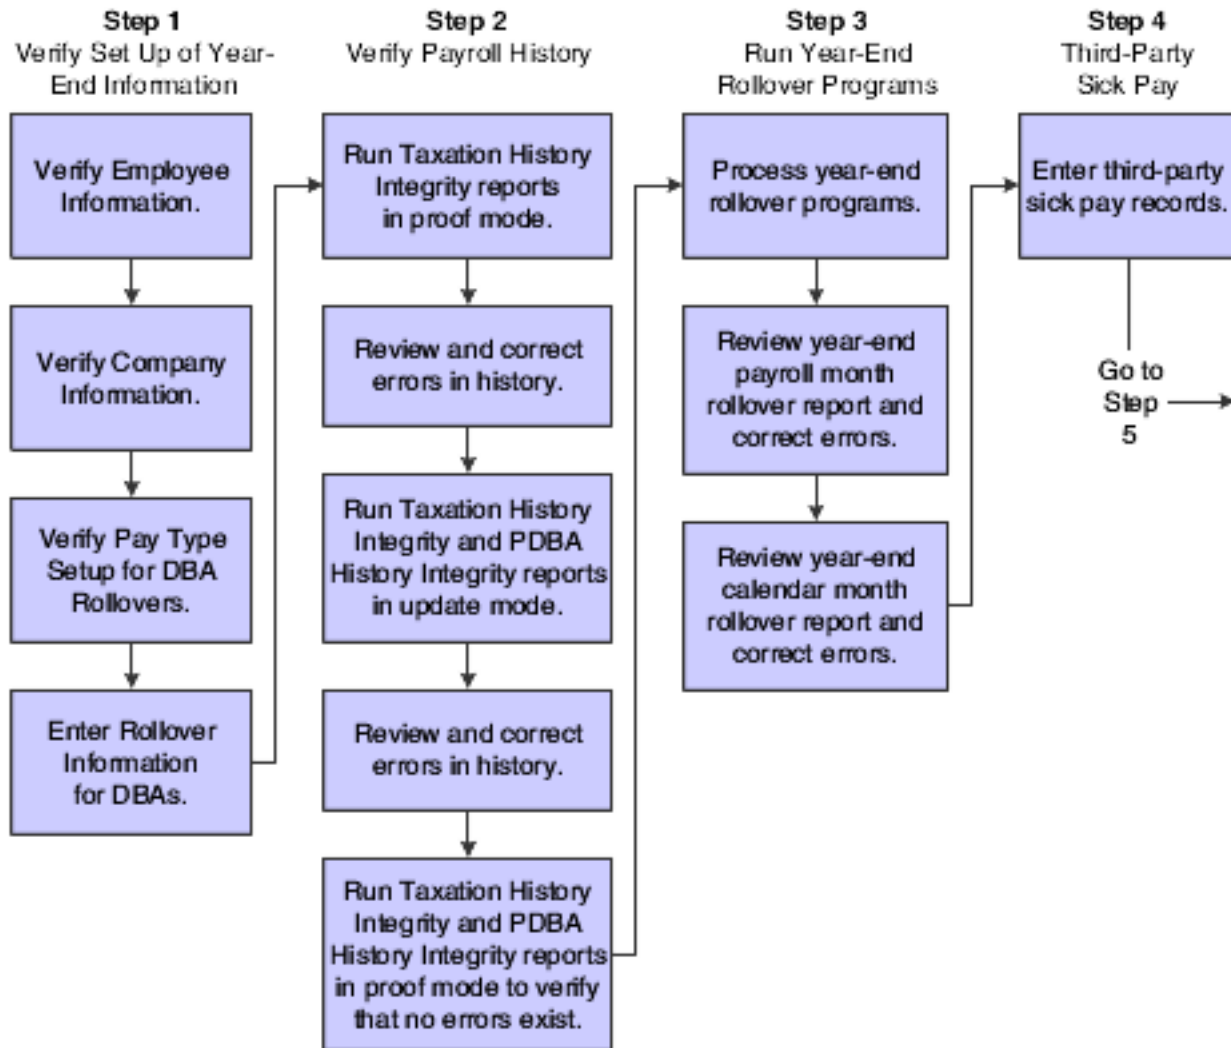 Step 1
Verify Set Up of Year-
End Information
Verify Employee
Information.
Verify Company
Information.
Verify Pay Type
Setup for DBA
Rollovers.
Enter Rollover
Information
for DBAs.
Step 2
Verify Payroll History
Run Taxation History
Integrity reports
in proof mode.
Review and correct
errors in history.
Run Taxation History
Integrity and PDBA
History Integrity reports
in update mode.
Review and correct
errors in history.
Run Taxation History
Integrity and PDBA
History Integrity reports
in proof mode to verify
that no errors exist.
Step 3
Run Year-End
Rollover Programs
Process year-end
rollover programs.
Review year-end
payroll month
rollover report and
correct errors.
Review year-end
calendar month
rollover report and
correct errors.
Step 4
Third-Party
Sick Pay
Enter third-party
sick pay records.
Go to
Step
5